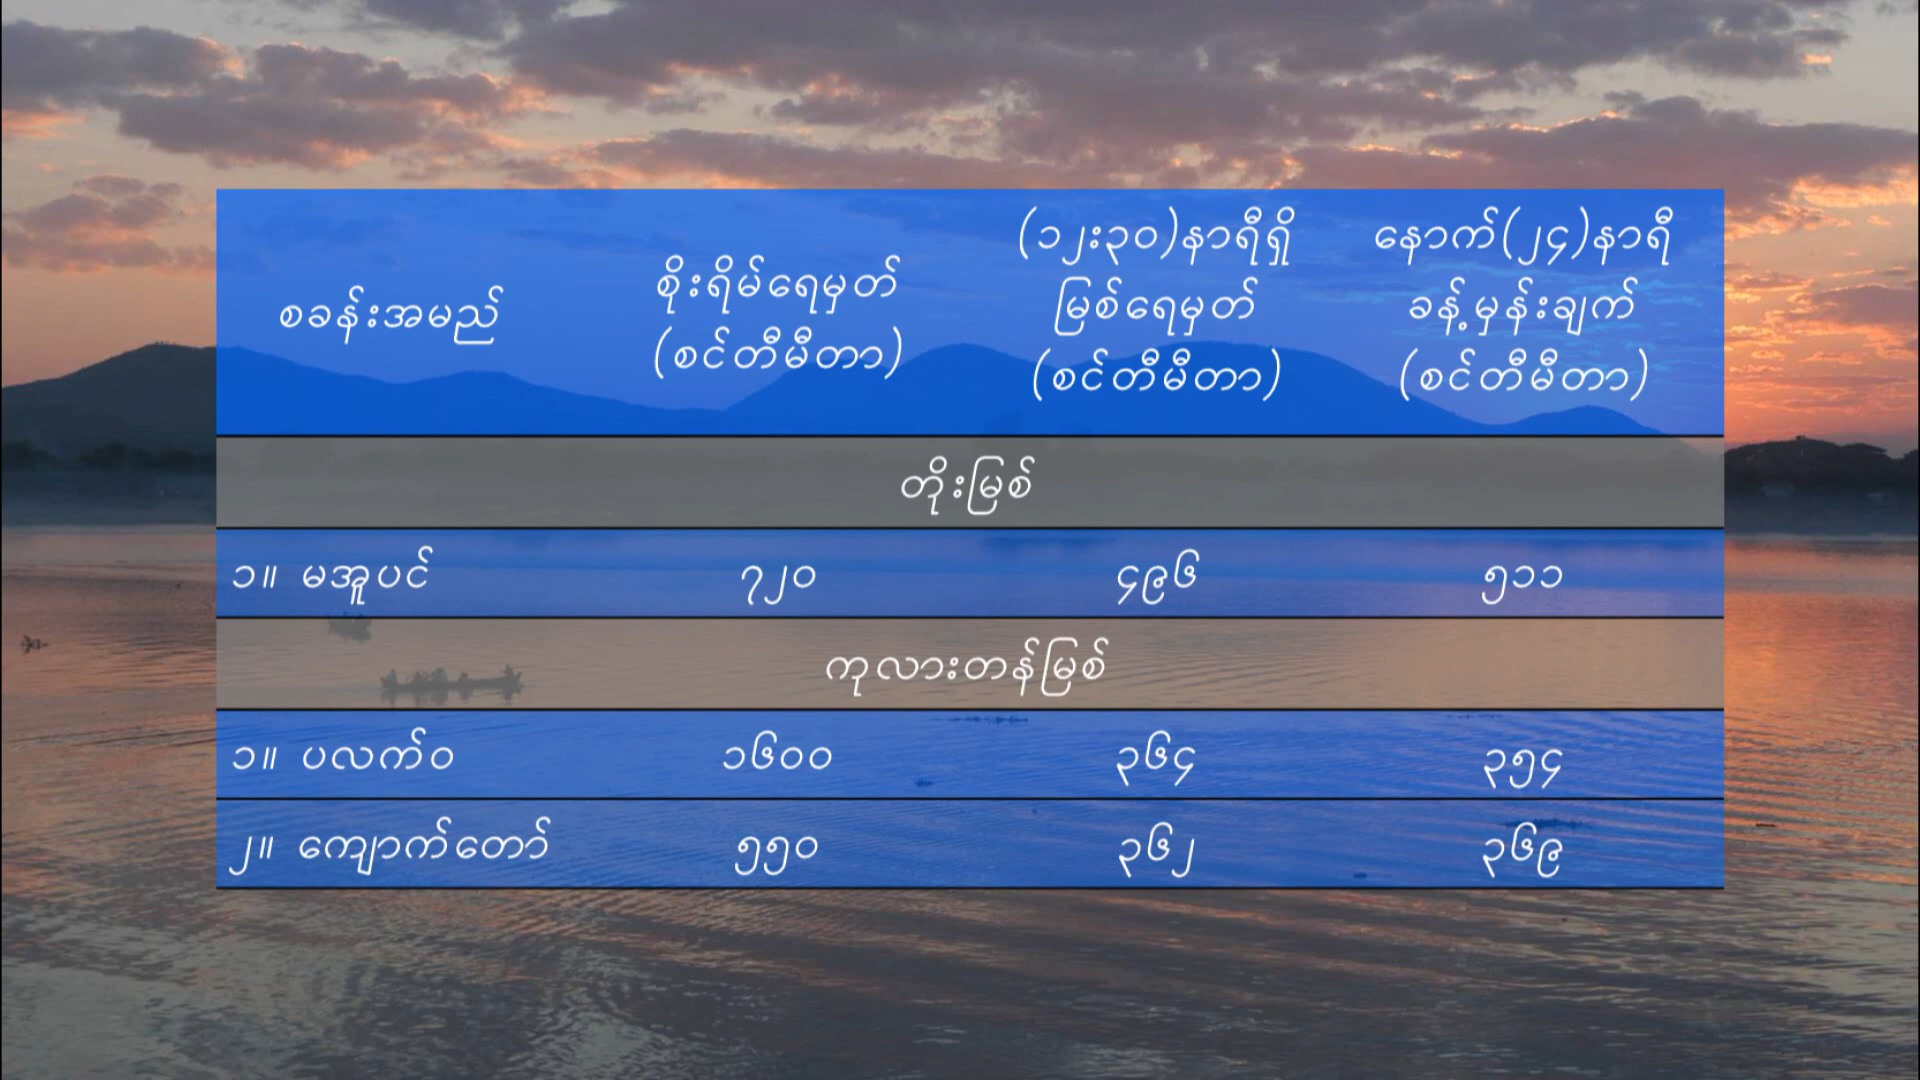 စခန်းအမည်
စိုးရိမ်ရေမှတ်
(စင်တီမီတာ)
(၁၂း၃၀)နာရီရှိ
မြစ်ရေမှတ်
(စင်တီမီတာ)
နောက်(၂၄)နာရီ
ခန့်မှန်းချက်
(စင်တီမီတာ)
တိုးမြစ်
၁။ မအူပင် ၇၂၀ ၄၉၆ ၅၁၁
ကုလားတန်မြစ်
၁။ ပလက်ဝ ၁၆၀၀ ၃၆၄ ၃၅၄
၂။ ကျောက်တော် ၅၅၀ ၃၆၂ ၃၆၉